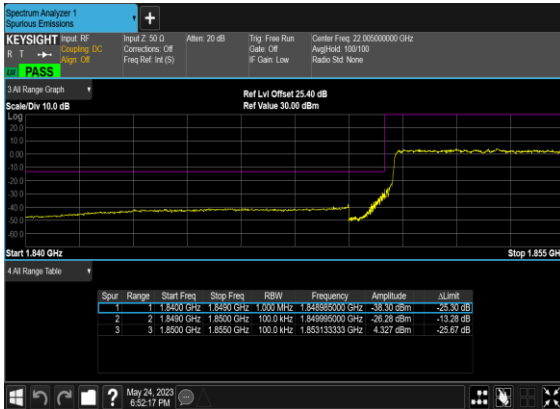 Spectrum Analyzer 1
Spurious Emissions
+
KEYSIGHT Input: RF Input Z: 50 Ω Atten: 20 dB Trig: Free Run Center Freq: 22.005000000 GHz
R T Coupling: DC Corrections: Off Gate: Off Avg|Hold: 100/100
Align: Off Freq Ref: Int (S) IF Gain: Low Radio Std: None
PASS
3 All Range Graph
Ref Lvl Offset 25.40 dB
Scale/Div 10.0 dB Ref Value 30.00 dBm
Log
20.0
10.0
0.00
-10.0
-20.0
-30.0
-40.0
-50.0
-60.0
Start 1.840 GHz Stop 1.855 GH
4 All Range Table
Spur Range Start Freq Stop Freq RBW Frequency Amplitude ΔLimit
1 1 1.8400 GHz 1.8490 GHz 1.000 MHz 1.848985000 GHz -38.30 dBm -25.30 dB
2 2 1.8490 GHz 1.8500 GHz 100.0 kHz 1.849995000 GHz -26.28 dBm -13.28 dB
3 3 1.8500 GHz 1.8550 GHz 100.0 kHz 1.853133333 GHz 4.327 dBm -25.67 dB
? May 24, 2023
6:52:17 PM